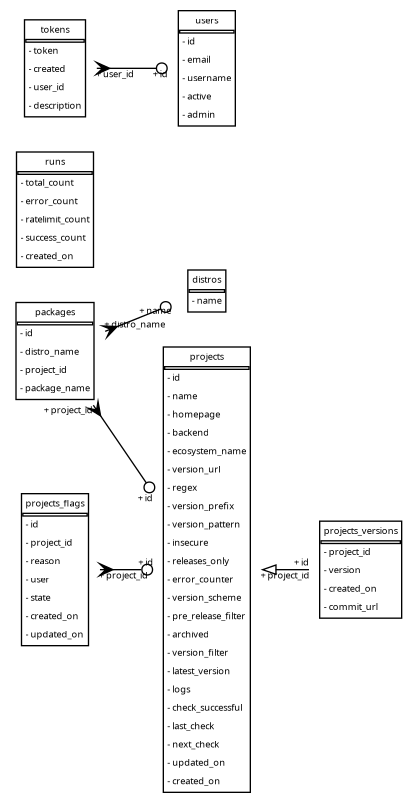 tokens
- token
- created
- user_id
- description
+ user_id
+ id
users
- id
- email
- username
- active
- admin
runs
- total_count
- error_count
- ratelimit_count
- success_count
- created_on
distros
- name
+ name
+ distro_name
packages
- id
- distro_name
- project_id
- package_name
+ project_id
+ id
projects
- id
- name
- homepage
- backend
- ecosystem_name
- version_url
- regex
- version_prefix
- version_pattern
- insecure
- releases_only
- error_counter
- version_scheme
- pre_release_filter
- archived
- version_filter
- latest_version
- logs
- check_successful
- last_check
- next_check
- updated_on
- created_on
projects_flags
- id
- project_id
- reason
- user
- state
- created_on
- updated_on
+ id
+ project_id
+ id
+ project_id
projects_versions
- project_id
- version
- created_on
- commit_url